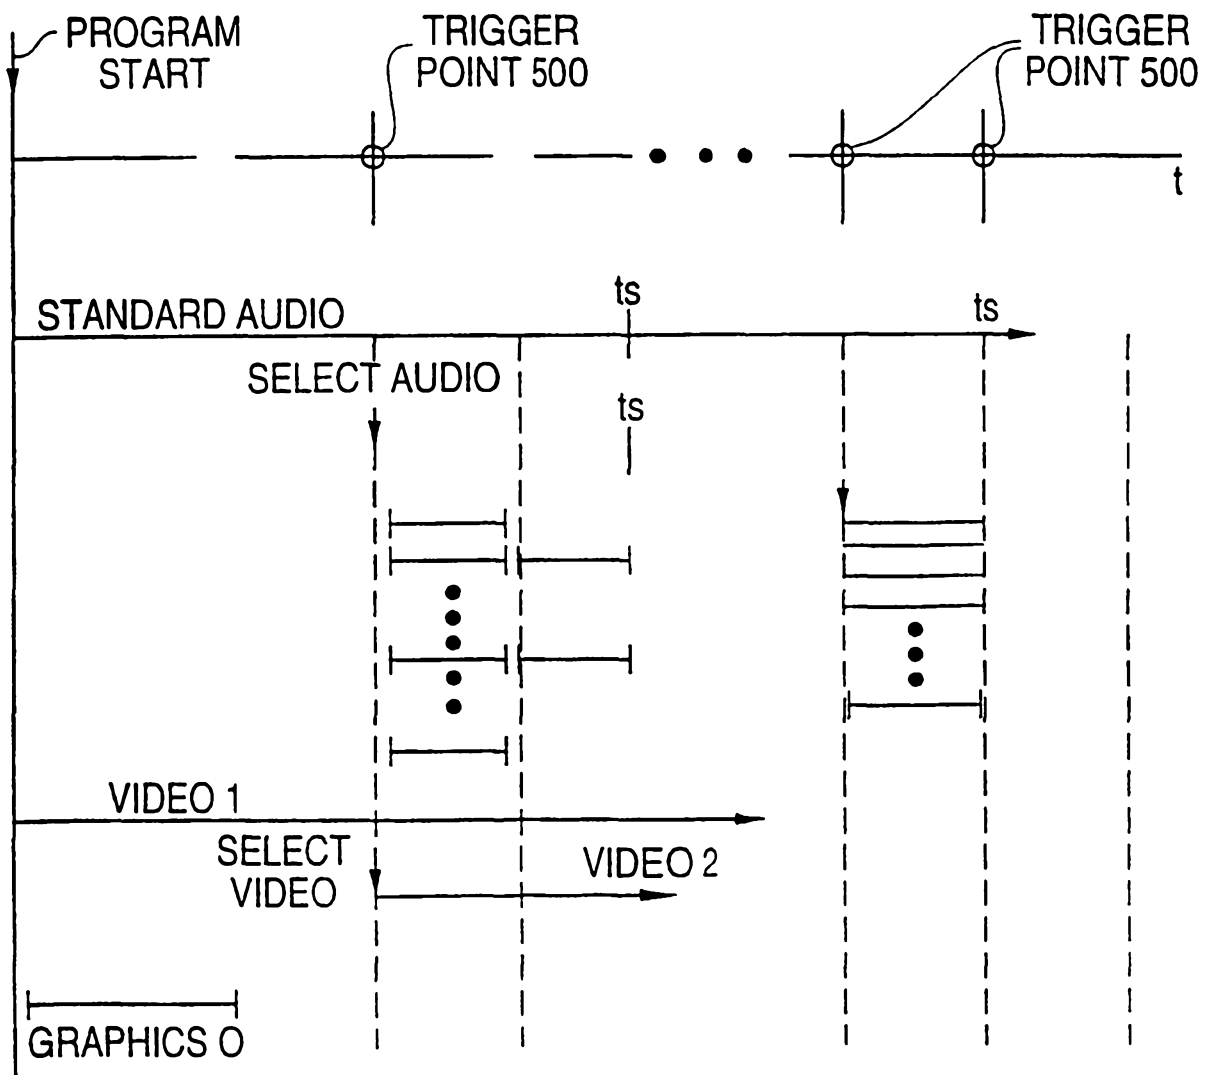 PROGRAM
START
TRIGGER
POINT 500
TRIGGER
POINT 500
t
STANDARD AUDIO
ts
ts
SELECT AUDIO
ts
VIDEO 1
SELECT
VIDEO
VIDEO 2
GRAPHICS O